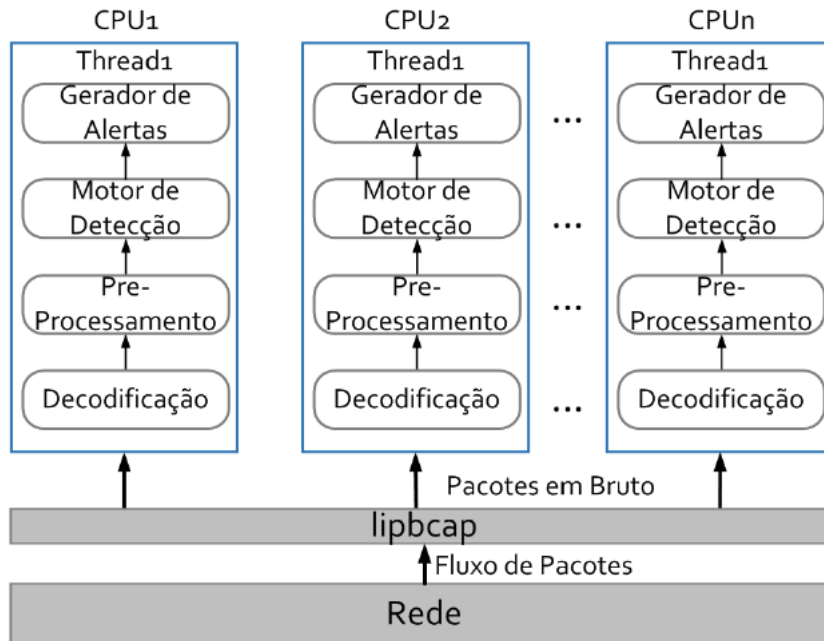 CPU1
CPU2
CPUn
Thread1
Gerador de
Alertas
Motor de
Detecção
Pre-
Processamento
Decodificação
Thread1
Gerador de
Alertas
Motor de
Detecção
Pre-
Processamento
Decodificação
...
...
...
...
Thread1
Gerador de
Alertas
Motor de
Detecção
Pre-
Processamento
Decodificação
Pacotes em Bruto
lipbcap
Fluxo de Pacotes
Rede